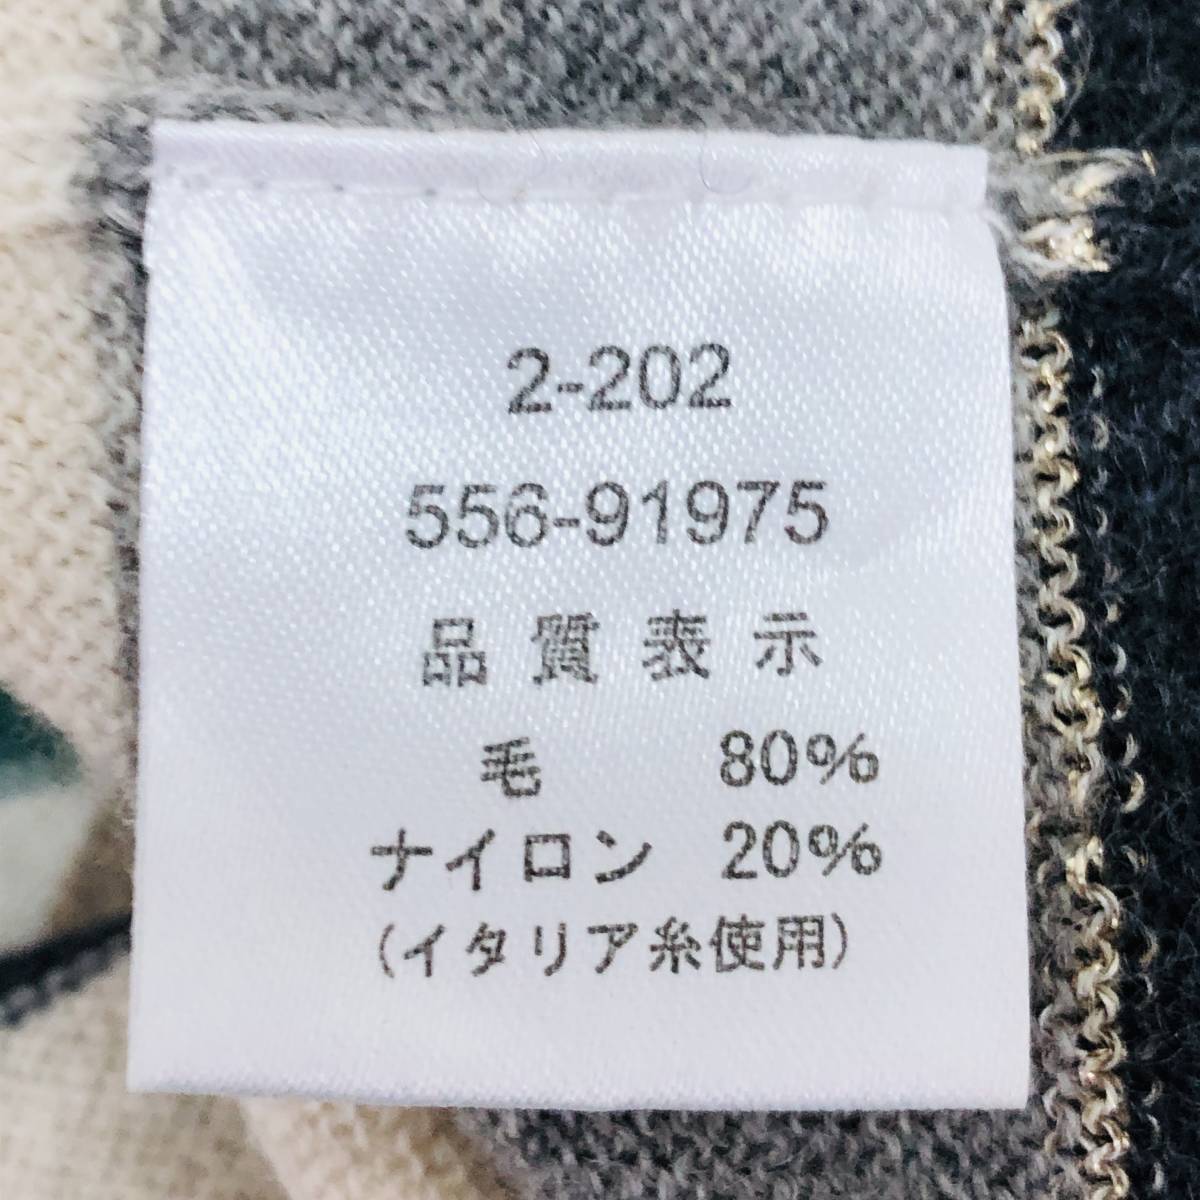 2-202
556-91975
品質表示
毛 80%
ナイロン 20%
(イタリア糸使用)